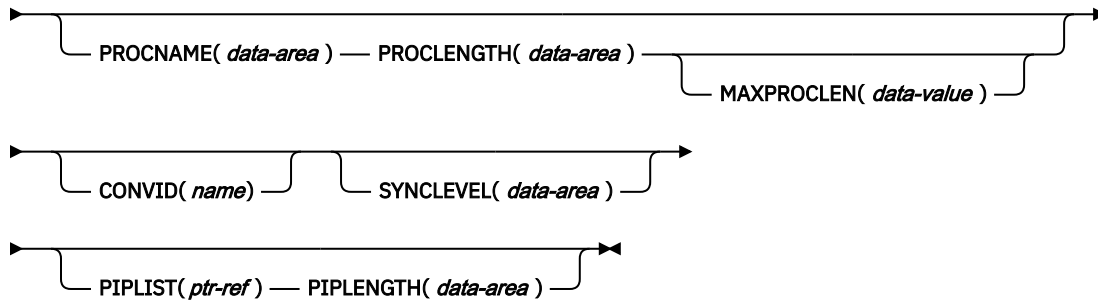 PROCNAME( data-area ) PROCLENGTH( data-area )
MAXPROCLEN( data-value )
CONVID( name) SYNCLEVEL( data-area )
PIPLIST( ptr-ref ) PIPLENGTH( data-area )